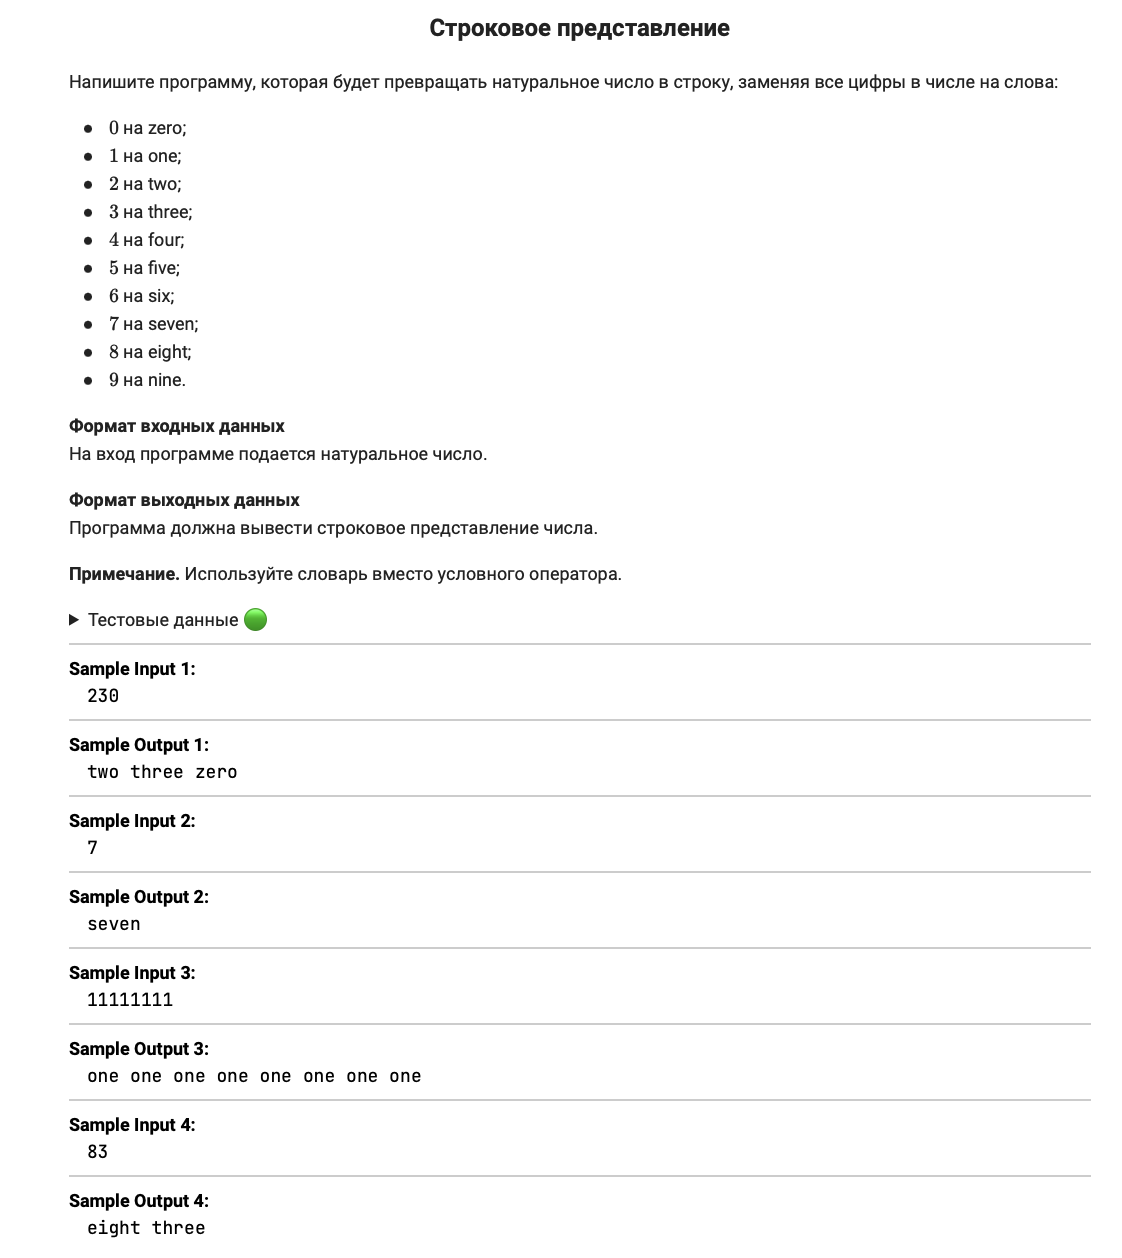 Строковое представление
Напишите программу, которая будет превращать натуральное число в строку, заменяя все цифры в числе на слова:
• 0 на zero;
• 1 на one;
• 2 на two;
• 3 на three;
• 4 на four;
• 5 на five;
• 6 на six;
• 7 на seven;
• 8 на eight;
• 9 на nine.
Формат входных данных
На вход программе подается натуральное число.
Формат выходных данных
Программа должна вывести строковое представление числа.
Примечание. Используйте словарь вместо условного оператора.
Тестовые данные
Sample Input 1:
230
Sample Output 1:
two three zero
Sample Input 2:
7
Sample Output 2:
seven
Sample Input 3:
11111111
Sample Output 3:
one one one one one one one one
Sample Input 4:
83
Sample Output 4:
eight three